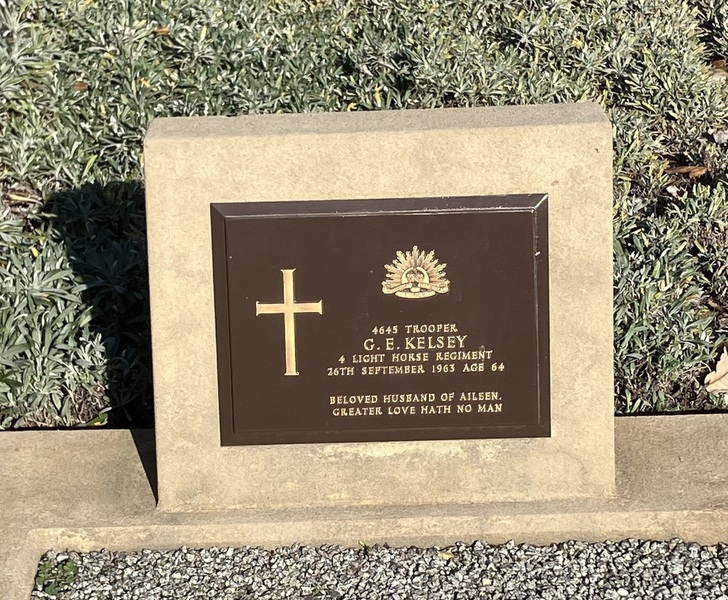 4645 TROOPER
G. E. KELSEY
4 LIGHT HORSE REGIMENT
26TH SEPTEMBER 1963 AGE 64
BELOVED HUSBAND OF AILEEN.
GREATER LOVE HATH NO MAN